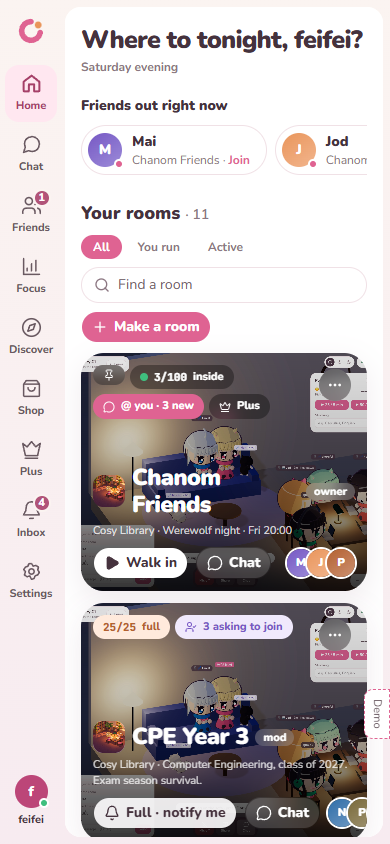 Where to tonight, feifei?
Saturday evening
Friends out right now
M
Mai
Chanom Friends · Join
J
Jod
Chanom
Your rooms · 11
All
You run
Active
Find a room
+ Make a room
3/100 inside
@ you · 3 new
Plus
Chanom
Friends
owner
Cosy Library · Werewolf night · Fri 20:00
Walk in
Chat
M
J
P
25/25 full
3 asking to join
CPE Year 3
mod
Cosy Library · Computer Engineering, class of 2027.
Exam season survival.
Full · notify me
Chat
N
P
Home
Chat
1
Friends
Focus
Discover
Shop
Plus
4
Inbox
Settings
f
feifei
Demo